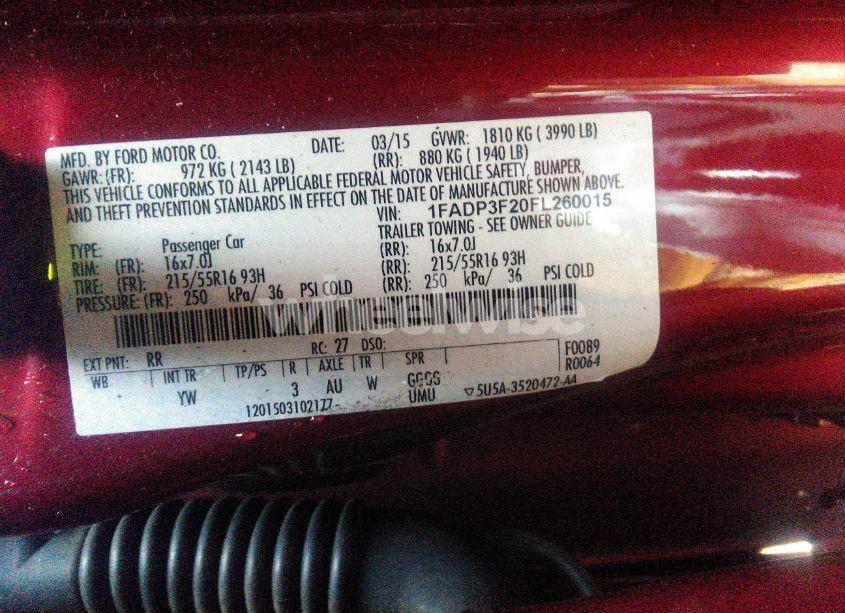 MFD. BY FORD MOTOR CO. DATE: 03/15 GVWR: 1810 KG ( 3990 LB)
GAWR: (FR): 972 KG ( 2143 LB) (RR): 880 KG ( 1940 LB)
THIS VEHICLE CONFORMS TO ALL APPLICABLE FEDERAL MOTOR VEHICLE SAFETY, BUMPER,
AND THEFT PREVENTION STANDARDS IN EFFECT ON THE DATE OF MANUFACTURE SHOWN ABOVE.
VIN: 1FADP3F20FL260015
TRAILER TOWING - SEE OWNER GUIDE
TYPE: Passenger Car
RIM: (FR): 16x7.0J (RR): 16x7.0J
TIRE: (FR): 215/55R16 93H (RR): 215/55R16 93H
PRESSURE: (FR): 250 kPa/ 36 PSI COLD (RR): 250 kPa/ 36 PSI COLD
wheelwise
EXT PNT: RR RC: 27 DSO: F0089
R0064
WB INT TR TP/PS R AXLE TR SPR
YW 3 AU W GGGG
UMU
1201503102177 ▽5U5A-3520472-AA